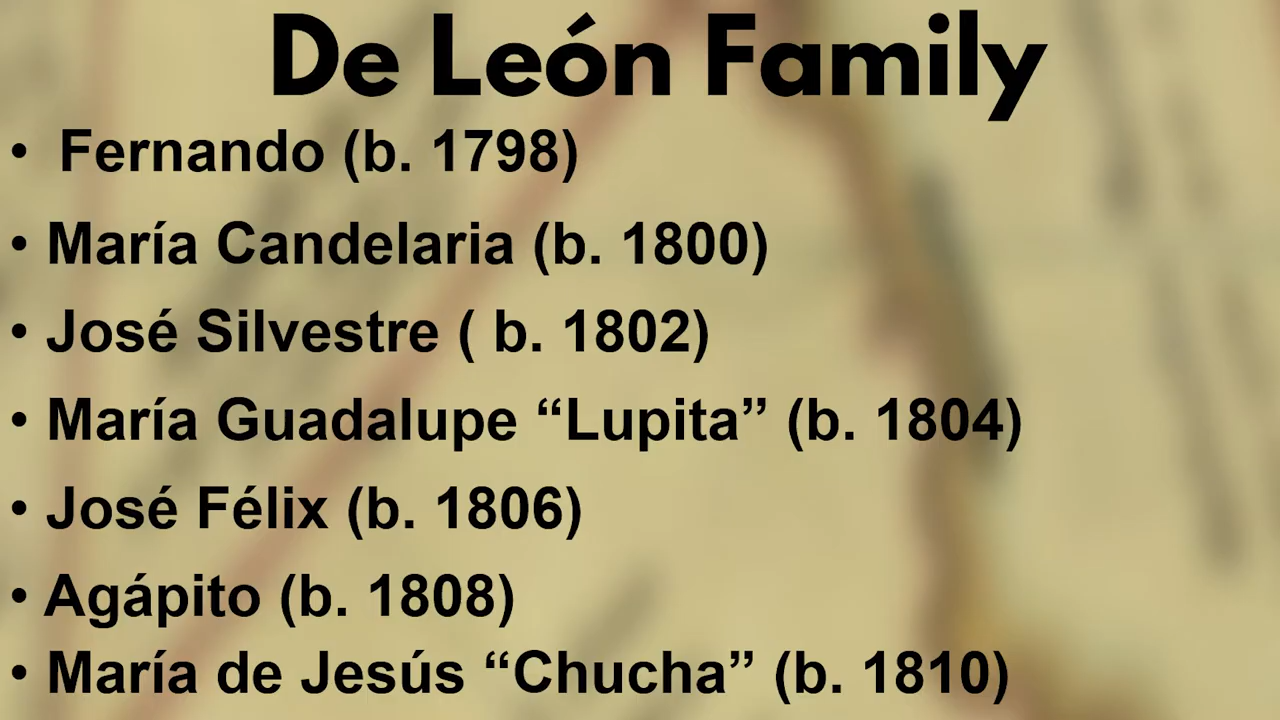 De León Family
• Fernando (b. 1798)
• María Candelaria (b. 1800)
• José Silvestre ( b. 1802)
• María Guadalupe “Lupita” (b. 1804)
• José Félix (b. 1806)
• Agápito (b. 1808)
• María de Jesús “Chucha” (b. 1810)